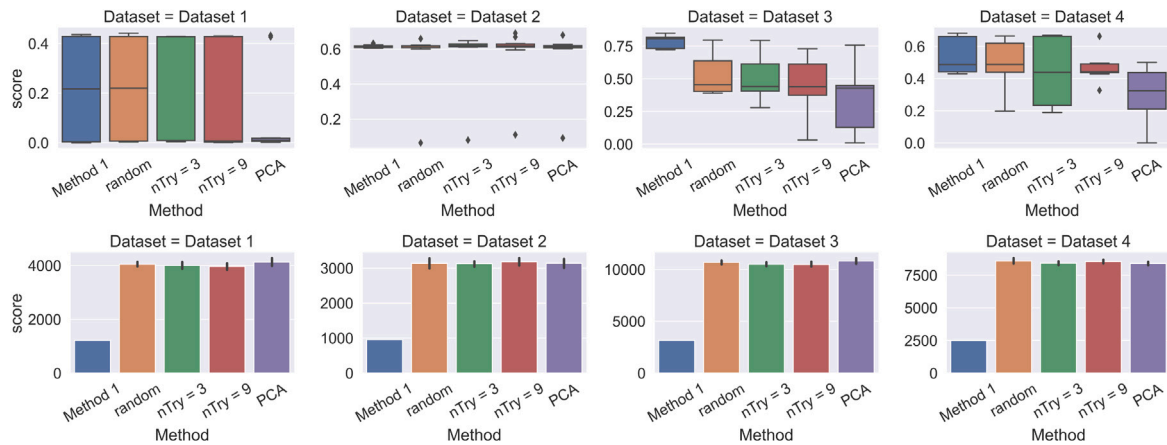 Dataset = Dataset 1
0.4
0.2
0.0
score
Method 1
random
nTry = 3
nTry = 9
PCA
Method
Dataset = Dataset 2
0.6
0.4
0.2
Method 1
random
nTry = 3
nTry = 9
PCA
Method
Dataset = Dataset 3
0.75
0.50
0.25
0.00
Method 1
random
nTry = 3
nTry = 9
PCA
Method
Dataset = Dataset 4
0.6
0.4
0.2
0.0
Method 1
random
nTry = 3
nTry = 9
PCA
Method
Dataset = Dataset 1
4000
2000
0
score
Method 1
random
nTry = 3
nTry = 9
PCA
Method
Dataset = Dataset 2
3000
2000
1000
0
Method 1
random
nTry = 3
nTry = 9
PCA
Method
Dataset = Dataset 3
10000
5000
0
Method 1
random
nTry = 3
nTry = 9
PCA
Method
Dataset = Dataset 4
7500
5000
2500
0
Method 1
random
nTry = 3
nTry = 9
PCA
Method